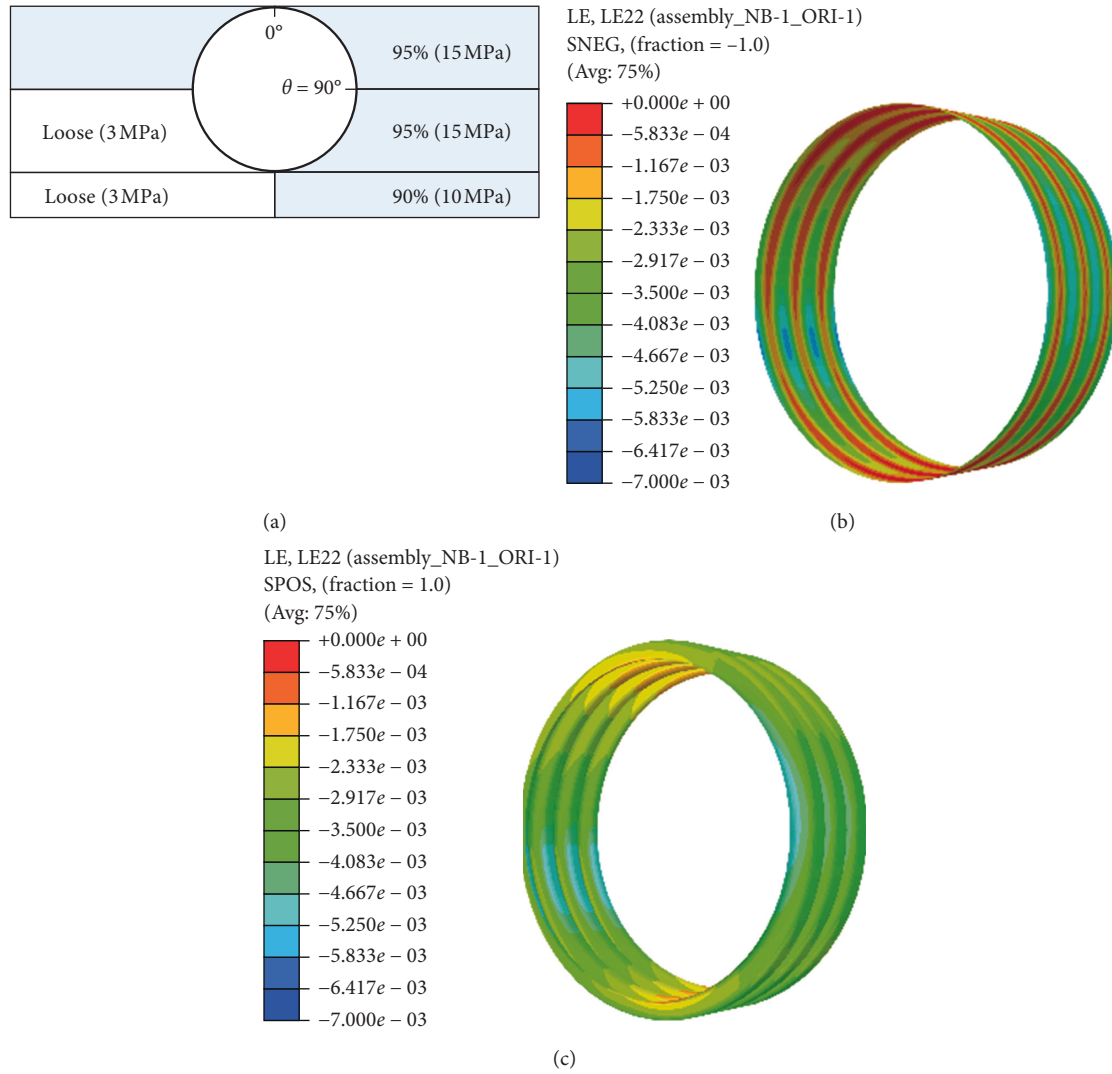 0°
95% (15 MPa)
θ = 90°
Loose (3 MPa)
95% (15 MPa)
Loose (3 MPa)
90% (10 MPa)
(a)
LE, LE22 (assembly_NB-1_ORI-1)
SNEG, (fraction = –1.0)
(Avg: 75%)
+0.000e + 00
−5.833e − 04
−1.167e − 03
−1.750e − 03
−2.333e − 03
−2.917e − 03
−3.500e − 03
−4.083e − 03
−4.667e − 03
−5.250e − 03
−5.833e − 03
−6.417e − 03
−7.000e − 03
(b)
LE, LE22 (assembly_NB-1_ORI-1)
SPOS, (fraction = 1.0)
(Avg: 75%)
+0.000e + 00
−5.833e − 04
−1.167e − 03
−1.750e − 03
−2.333e − 03
−2.917e − 03
−3.500e − 03
−4.083e − 03
−4.667e − 03
−5.250e − 03
−5.833e − 03
−6.417e − 03
−7.000e − 03
(c)